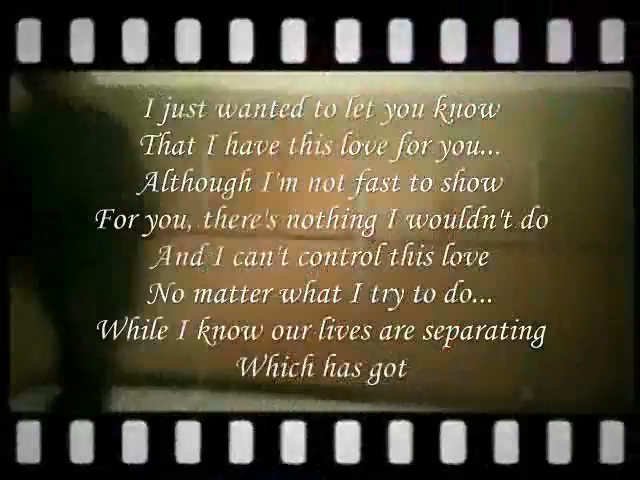 I just wanted to let you know
That I have this love for you...
Although I'm not fast to show
For you, there's nothing I wouldn't do
And I can't control this love
No matter what I try to do...
While I know our lives are separating
Which has got